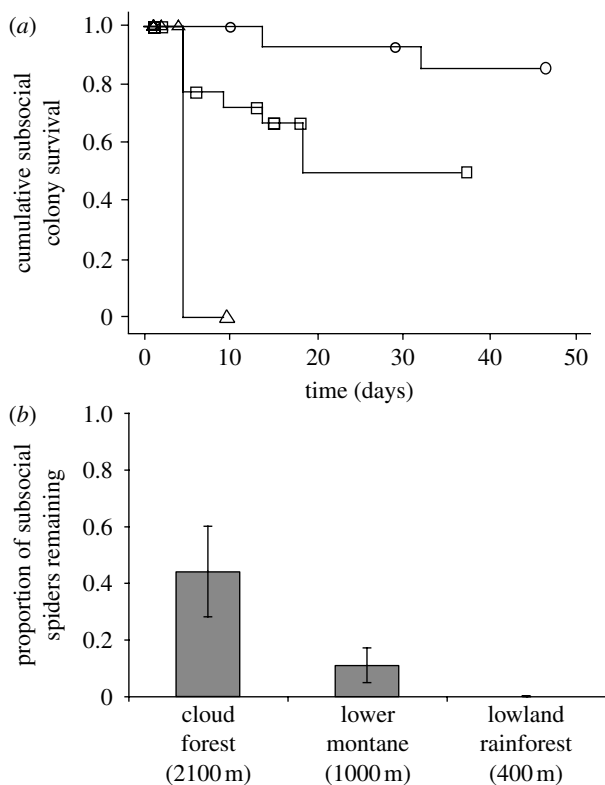 (a)
cumulative subsocial
colony survival
1.0
0.8
0.6
0.4
0.2
0
0 10 20 30 40 50
time (days)
(b)
proportion of subsocial
spiders remaining
1.0
0.8
0.6
0.4
0.2
0
cloud lower lowland
forest montane rainforest
(2100 m) (1000 m) (400 m)